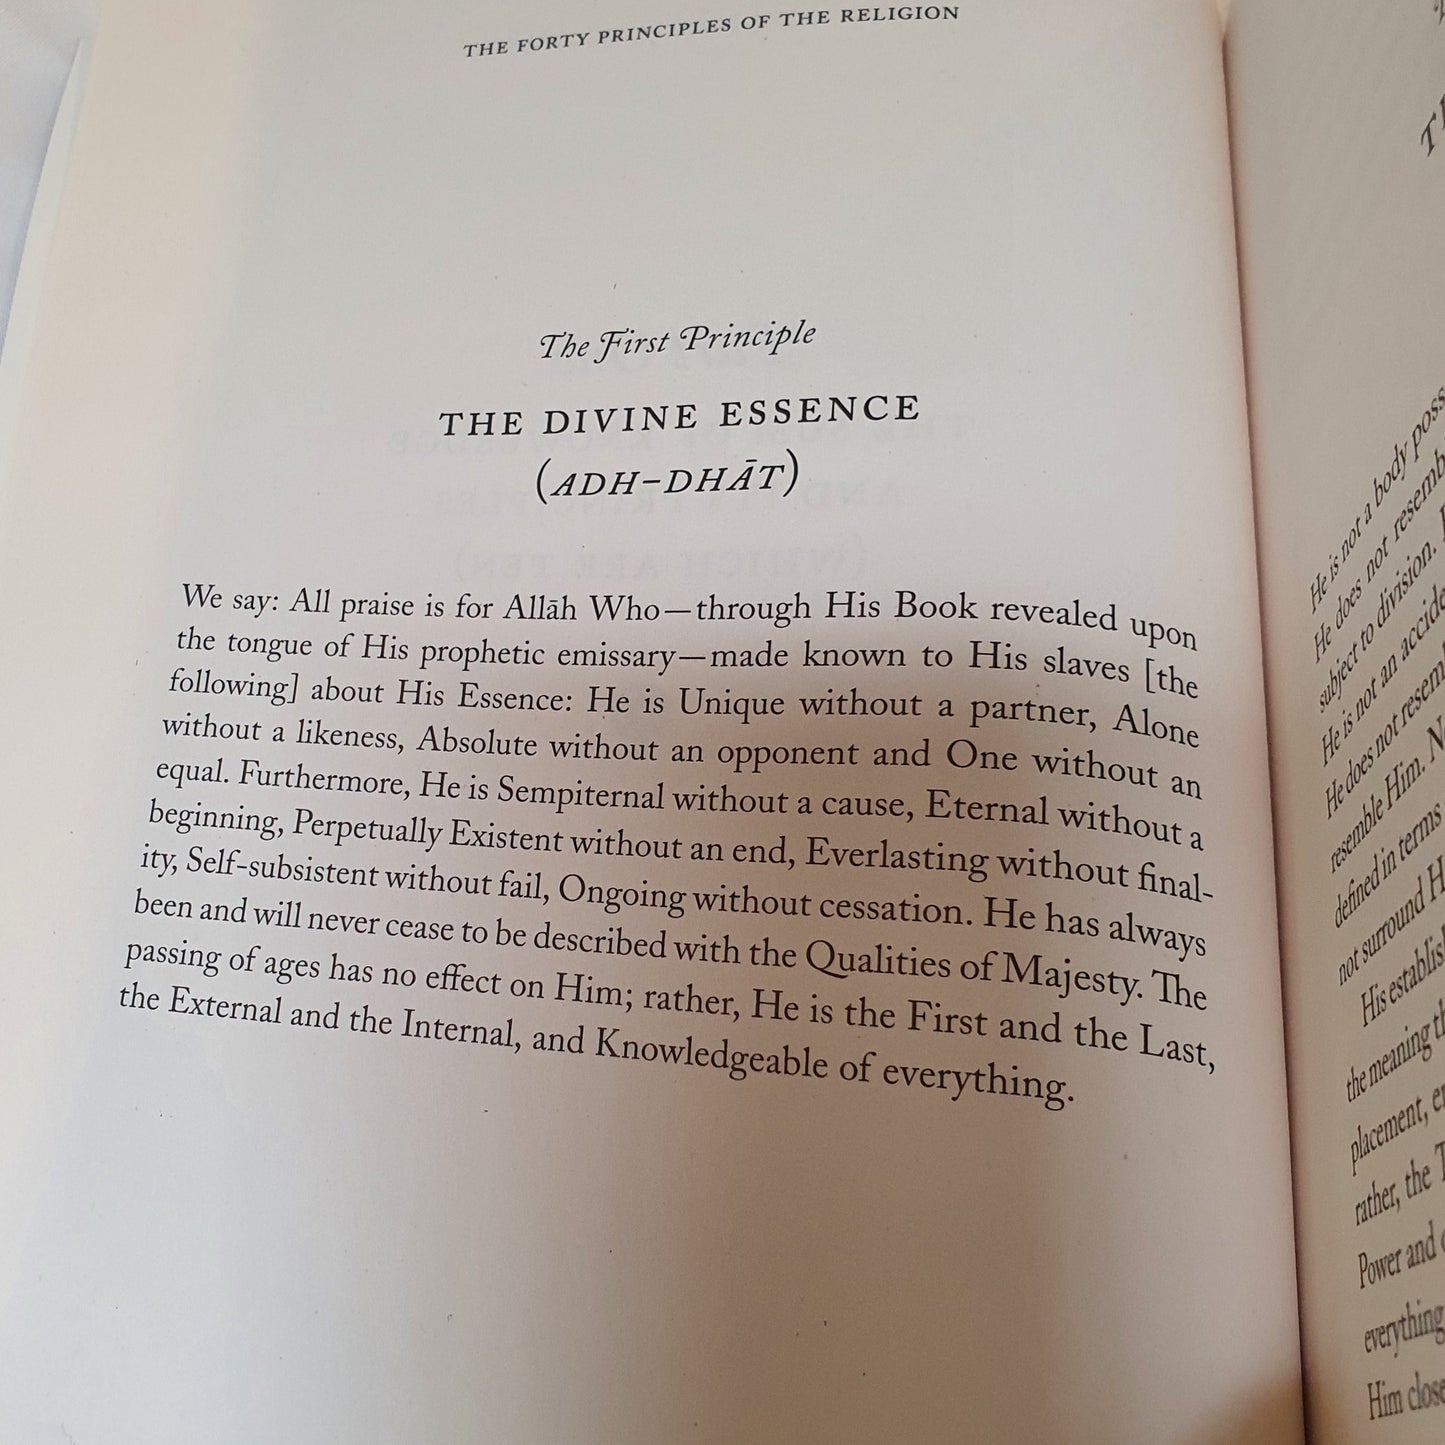 THE FORTY PRINCIPLES OF THE RELIGION
The First Principle
THE DIVINE ESSENCE
(ADH-DHĀT)
We say: All praise is for Allāh Who—through His Book revealed upon
the tongue of His prophetic emissary—made known to His slaves [the
following] about His Essence: He is Unique without a partner, Alone
without a likeness, Absolute without an opponent and One without an
equal. Furthermore, He is Sempiternal without a cause, Eternal without a
beginning, Perpetually Existent without an end, Everlasting without final-
ity, Self-subsistent without fail, Ongoing without cessation. He has always
been and will never cease to be described with the Qualities of Majesty. The
passing of ages has no effect on Him; rather, He is the First and the Last,
the External and the Internal, and Knowledgeable of everything.
He is not a body
He does not
subject to division.
He is not an
He does not
resemble Him.
defined in terms
not surround
His
the meaning
placement,
rather, the
Power and
everything
Him